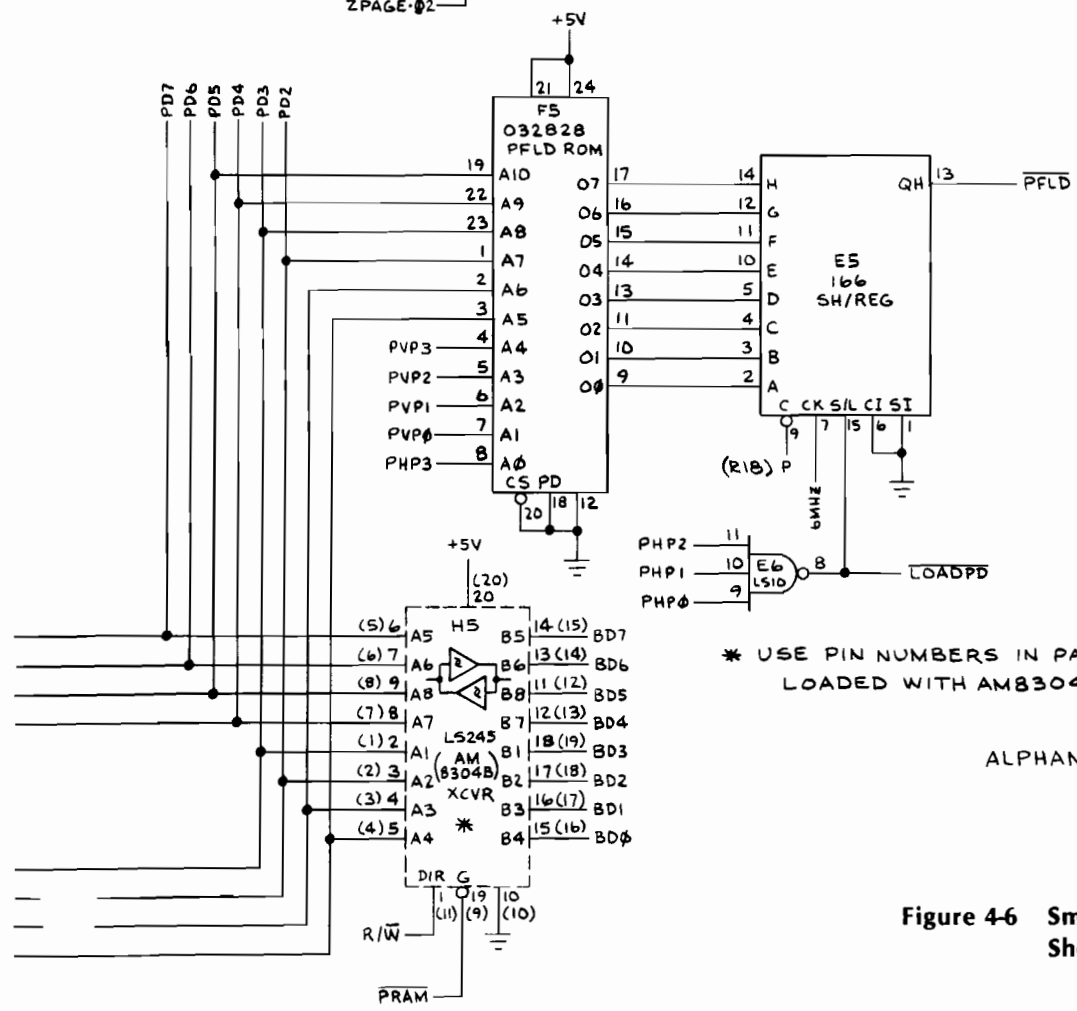 ZPAGE·Ø2
+5V
PD7 PD6 PD5 PD4 PD3 PD2
21 24
F5
032828
PFLD ROM
19 A10
22 A9
23 A8
1 A7
2 A6
3 A5
PVP3 4 A4
PVP2 5 A3
PVP1 6 A2
PVPØ 7 A1
PHP3 8 AØ
CS PD
20 18 12
O7 17 14 H
O6 16 12 G
O5 15 11 F
O4 14 10 E
O3 13 5 D
O2 11 4 C
O1 10 3 B
OØ 9 2 A
QH 13 PFLD
E5
166
SH/REG
C CK S/L CI SI
9 7 15 6 1
(R18) P
6MHZ
PHP2 11
PHP1 10
PHPØ 9
E6
LS10
8 LOADPD
+5V
(20)
20
H5
(5) 6 A5 B5 14 (15) BD7
(6) 7 A6 B6 13 (14) BD6
(8) 9 A8 B8 11 (12) BD5
(7) 8 A7 B7 12 (13) BD4
(1) 2 A1 B1 18 (19) BD3
(2) 3 A2 B2 17 (18) BD2
(3) 4 A3 B3 16 (17) BD1
(4) 5 A4 B4 15 (16) BDØ
LS245
(AM
8304B)
XCVR
*
DIR G
1 19 10
(11) (9) (10)
R/W
PRAM
* USE PIN NUMBERS IN PA
LOADED WITH AM8304
ALPHAN
Figure 4-6 Sm
Sh